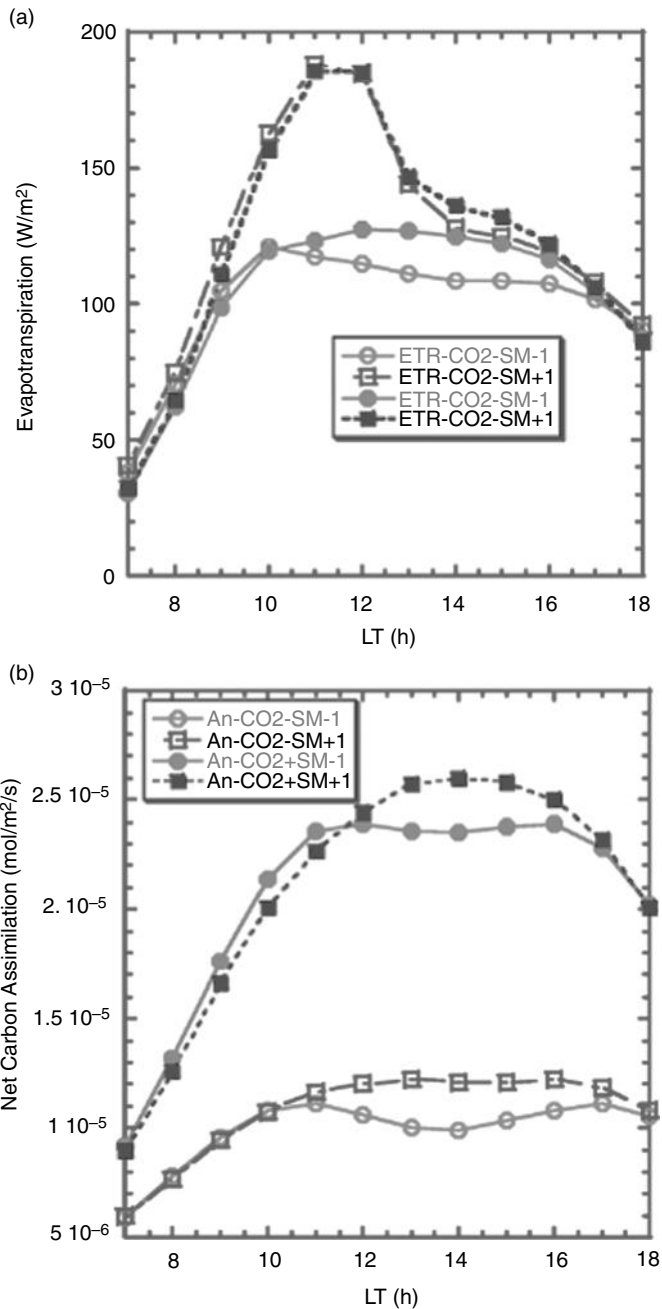 (a)
200
150
100
50
0
Evapotranspiration (W/m²)
ETR-CO2-SM-1
ETR-CO2-SM+1
ETR-CO2-SM-1
ETR-CO2-SM+1
8 10 12 14 16 18
LT (h)
(b)
3 10⁻⁵
2.5 10⁻⁵
2. 10⁻⁵
1.5 10⁻⁵
1 10⁻⁵
5 10⁻⁶
Net Carbon Assimilation (mol/m²/s)
An-CO2-SM-1
An-CO2-SM+1
An-CO2+SM-1
An-CO2+SM+1
8 10 12 14 16 18
LT (h)